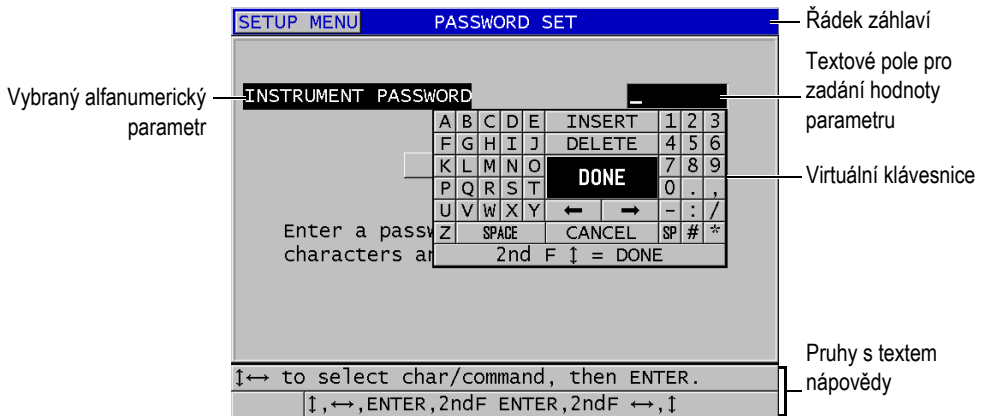 SETUP MENU PASSWORD SET
Řádek záhlaví
Textové pole pro
zadání hodnoty
parametru
Vybraný alfanumerický
parametr
INSTRUMENT PASSWORD _
A B C D E INSERT 1 2 3
F G H I J DELETE 4 5 6
K L M N O DONE 7 8 9
P Q R S T 0 . ,
U V W X Y ← → - : /
Z SPACE CANCEL SP # *
2nd F ↕ = DONE
Virtuální klávesnice
Enter a passw
characters ar
Pruhy s textem
nápovědy
↕↔ to select char/command, then ENTER.
↕,↔,ENTER,2ndF ENTER,2ndF ↔,↕